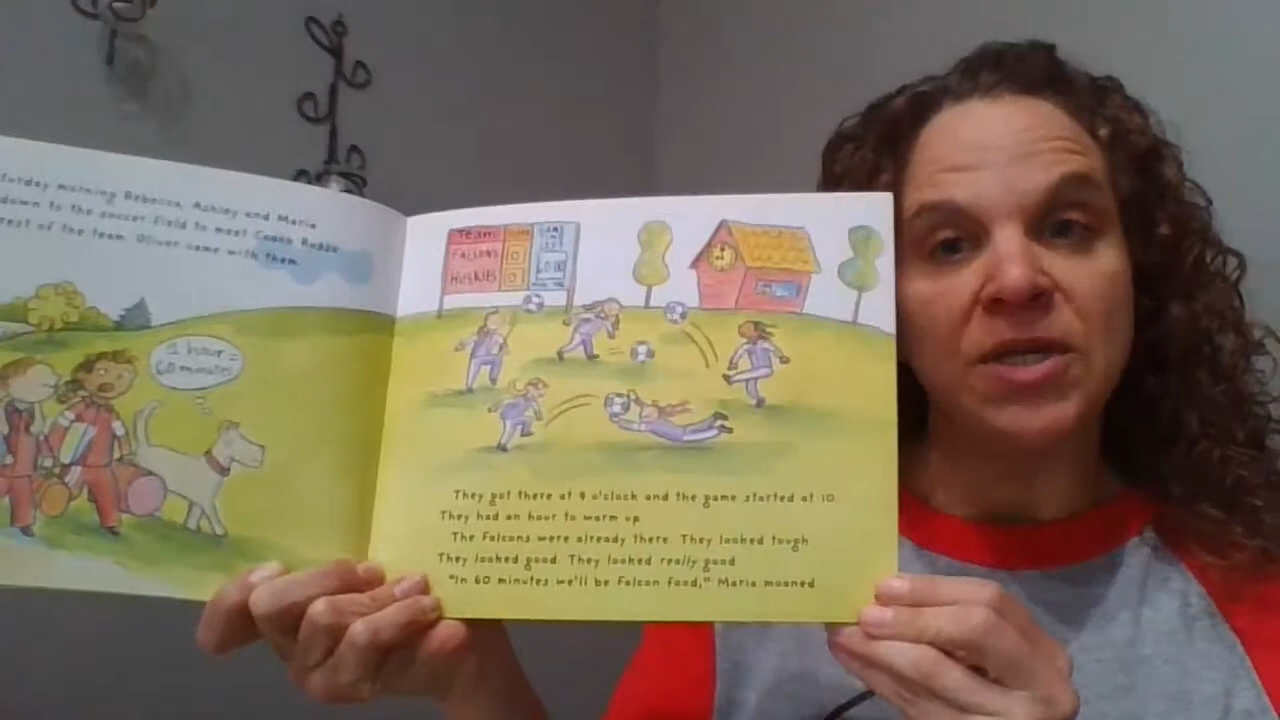 morning Rebecca, Ashley and Maria
down to the soccer field to meet Coach
rest of the team. Oliver came with them.
1 hour =
60 minutes
Team
FALCONS 0
HUSKIES 0
60:00
They got there at 9 o'clock and the game started at 10.
They had an hour to warm up.
The Falcons were already there. They looked tough.
They looked good. They looked really good.
"In 60 minutes we'll be Falcon food," Maria moaned